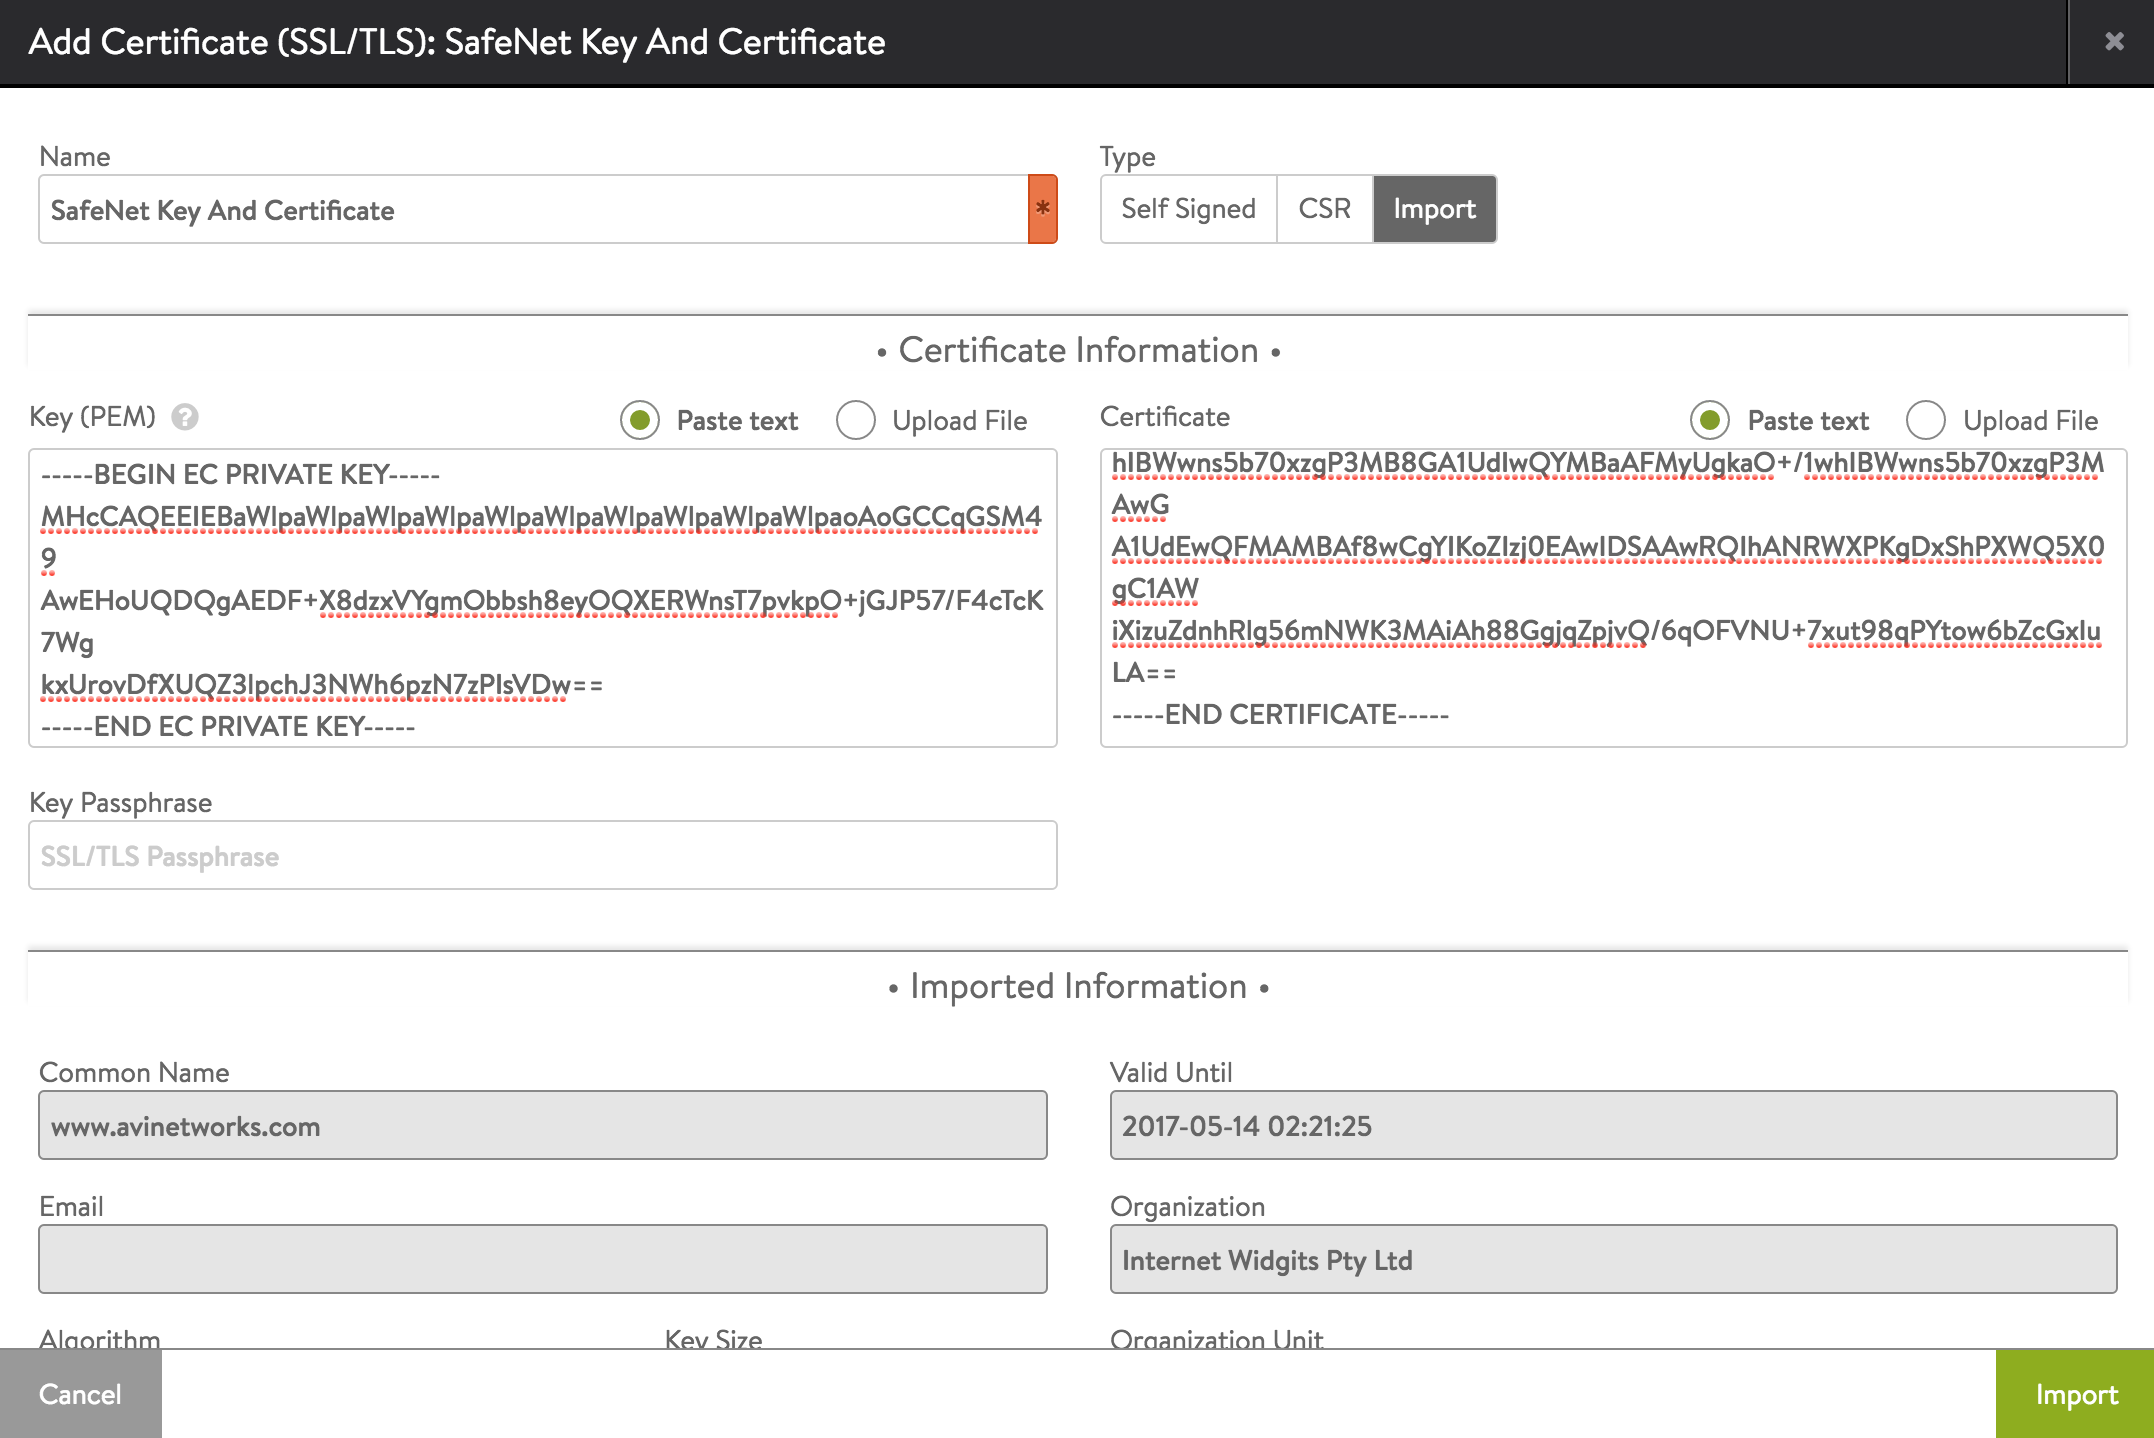 Add Certificate (SSL/TLS): SafeNet Key And Certificate
Name
SafeNet Key And Certificate *
Type
Self Signed CSR Import
• Certificate Information •
Key (PEM) ? Paste text Upload File
-----BEGIN EC PRIVATE KEY-----
MHcCAQEEIEBaWlpaWlpaWlpaWlpaWlpaWlpaWlpaWlpaWlpaWlpaoAoGCCqGSM4
9
AwEHoUQDQgAEDF+X8dzxVYgmObbsh8eyOQXERWnsT7pvkpO+jGJP57/F4cTcK
7Wg
kxUrovDfXUQZ3lpchJ3NWh6pzN7zPIsVDw==
-----END EC PRIVATE KEY-----
Certificate Paste text Upload File
hIBWwns5b70xzgP3MB8GA1UdIwQYMBaAFMyUgkaO+/1whIBWwns5b70xzgP3M
AwG
A1UdEwQFMAMBAf8wCgYIKoZIzj0EAwIDSAAwRQIhANRWXPKgDxShPXWQ5X0
gC1AW
iXizuZdnhRIg56mNWK3MAiAh88GgjqZpjvQ/6qOFVNU+7xut98qPYtow6bZcGxIu
LA==
-----END CERTIFICATE-----
Key Passphrase
SSL/TLS Passphrase
• Imported Information •
Common Name
www.avinetworks.com
Valid Until
2017-05-14 02:21:25
Email
Organization
Internet Widgits Pty Ltd
Algorithm Key Size Organization Unit
Cancel Import